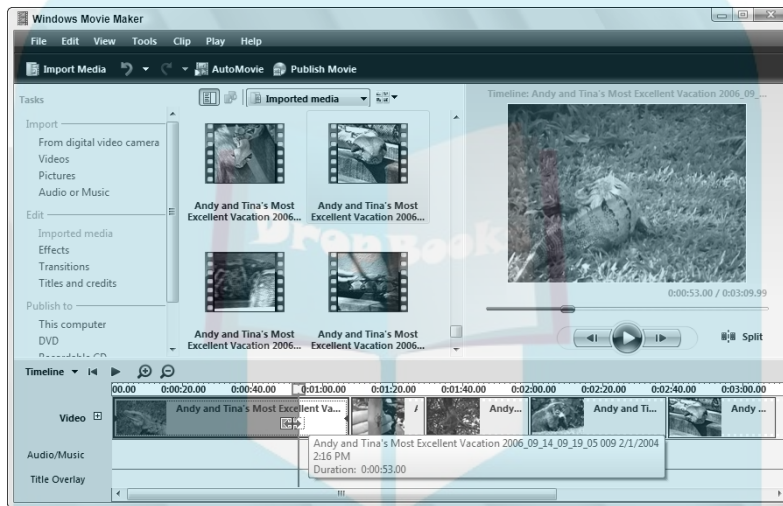 Windows Movie Maker
File Edit View Tools Clip Play Help
Import Media AutoMovie Publish Movie
Tasks
Import
From digital video camera
Videos
Pictures
Audio or Music
Edit
Imported media
Effects
Transitions
Titles and credits
Publish to
This computer
DVD
Recordable CD
Imported media
Andy and Tina's Most
Excellent Vacation 2006...
Andy and Tina's Most
Excellent Vacation 2006...
Andy and Tina's Most
Excellent Vacation 2006...
Andy and Tina's Most
Excellent Vacation 2006...
DropBooks
Timeline: Andy and Tina's Most Excellent Vacation 2006_09_...
0:00:53.00 / 0:03:09.99
Split
Timeline
00.00 0:00:20.00 0:00:40.00 0:01:00.00 0:01:20.00 0:01:40.00 0:02:00.00 0:02:20.00 0:02:40.00 0:03:00.00
Video
Andy and Tina's Most Excellent Va... Andy... Andy and Ti... Andy ...
Andy and Tina's Most Excellent Vacation 2006_09_14_09_19_05 009 2/1/2004
2:16 PM
Duration: 0:00:53.00
Audio/Music
Title Overlay